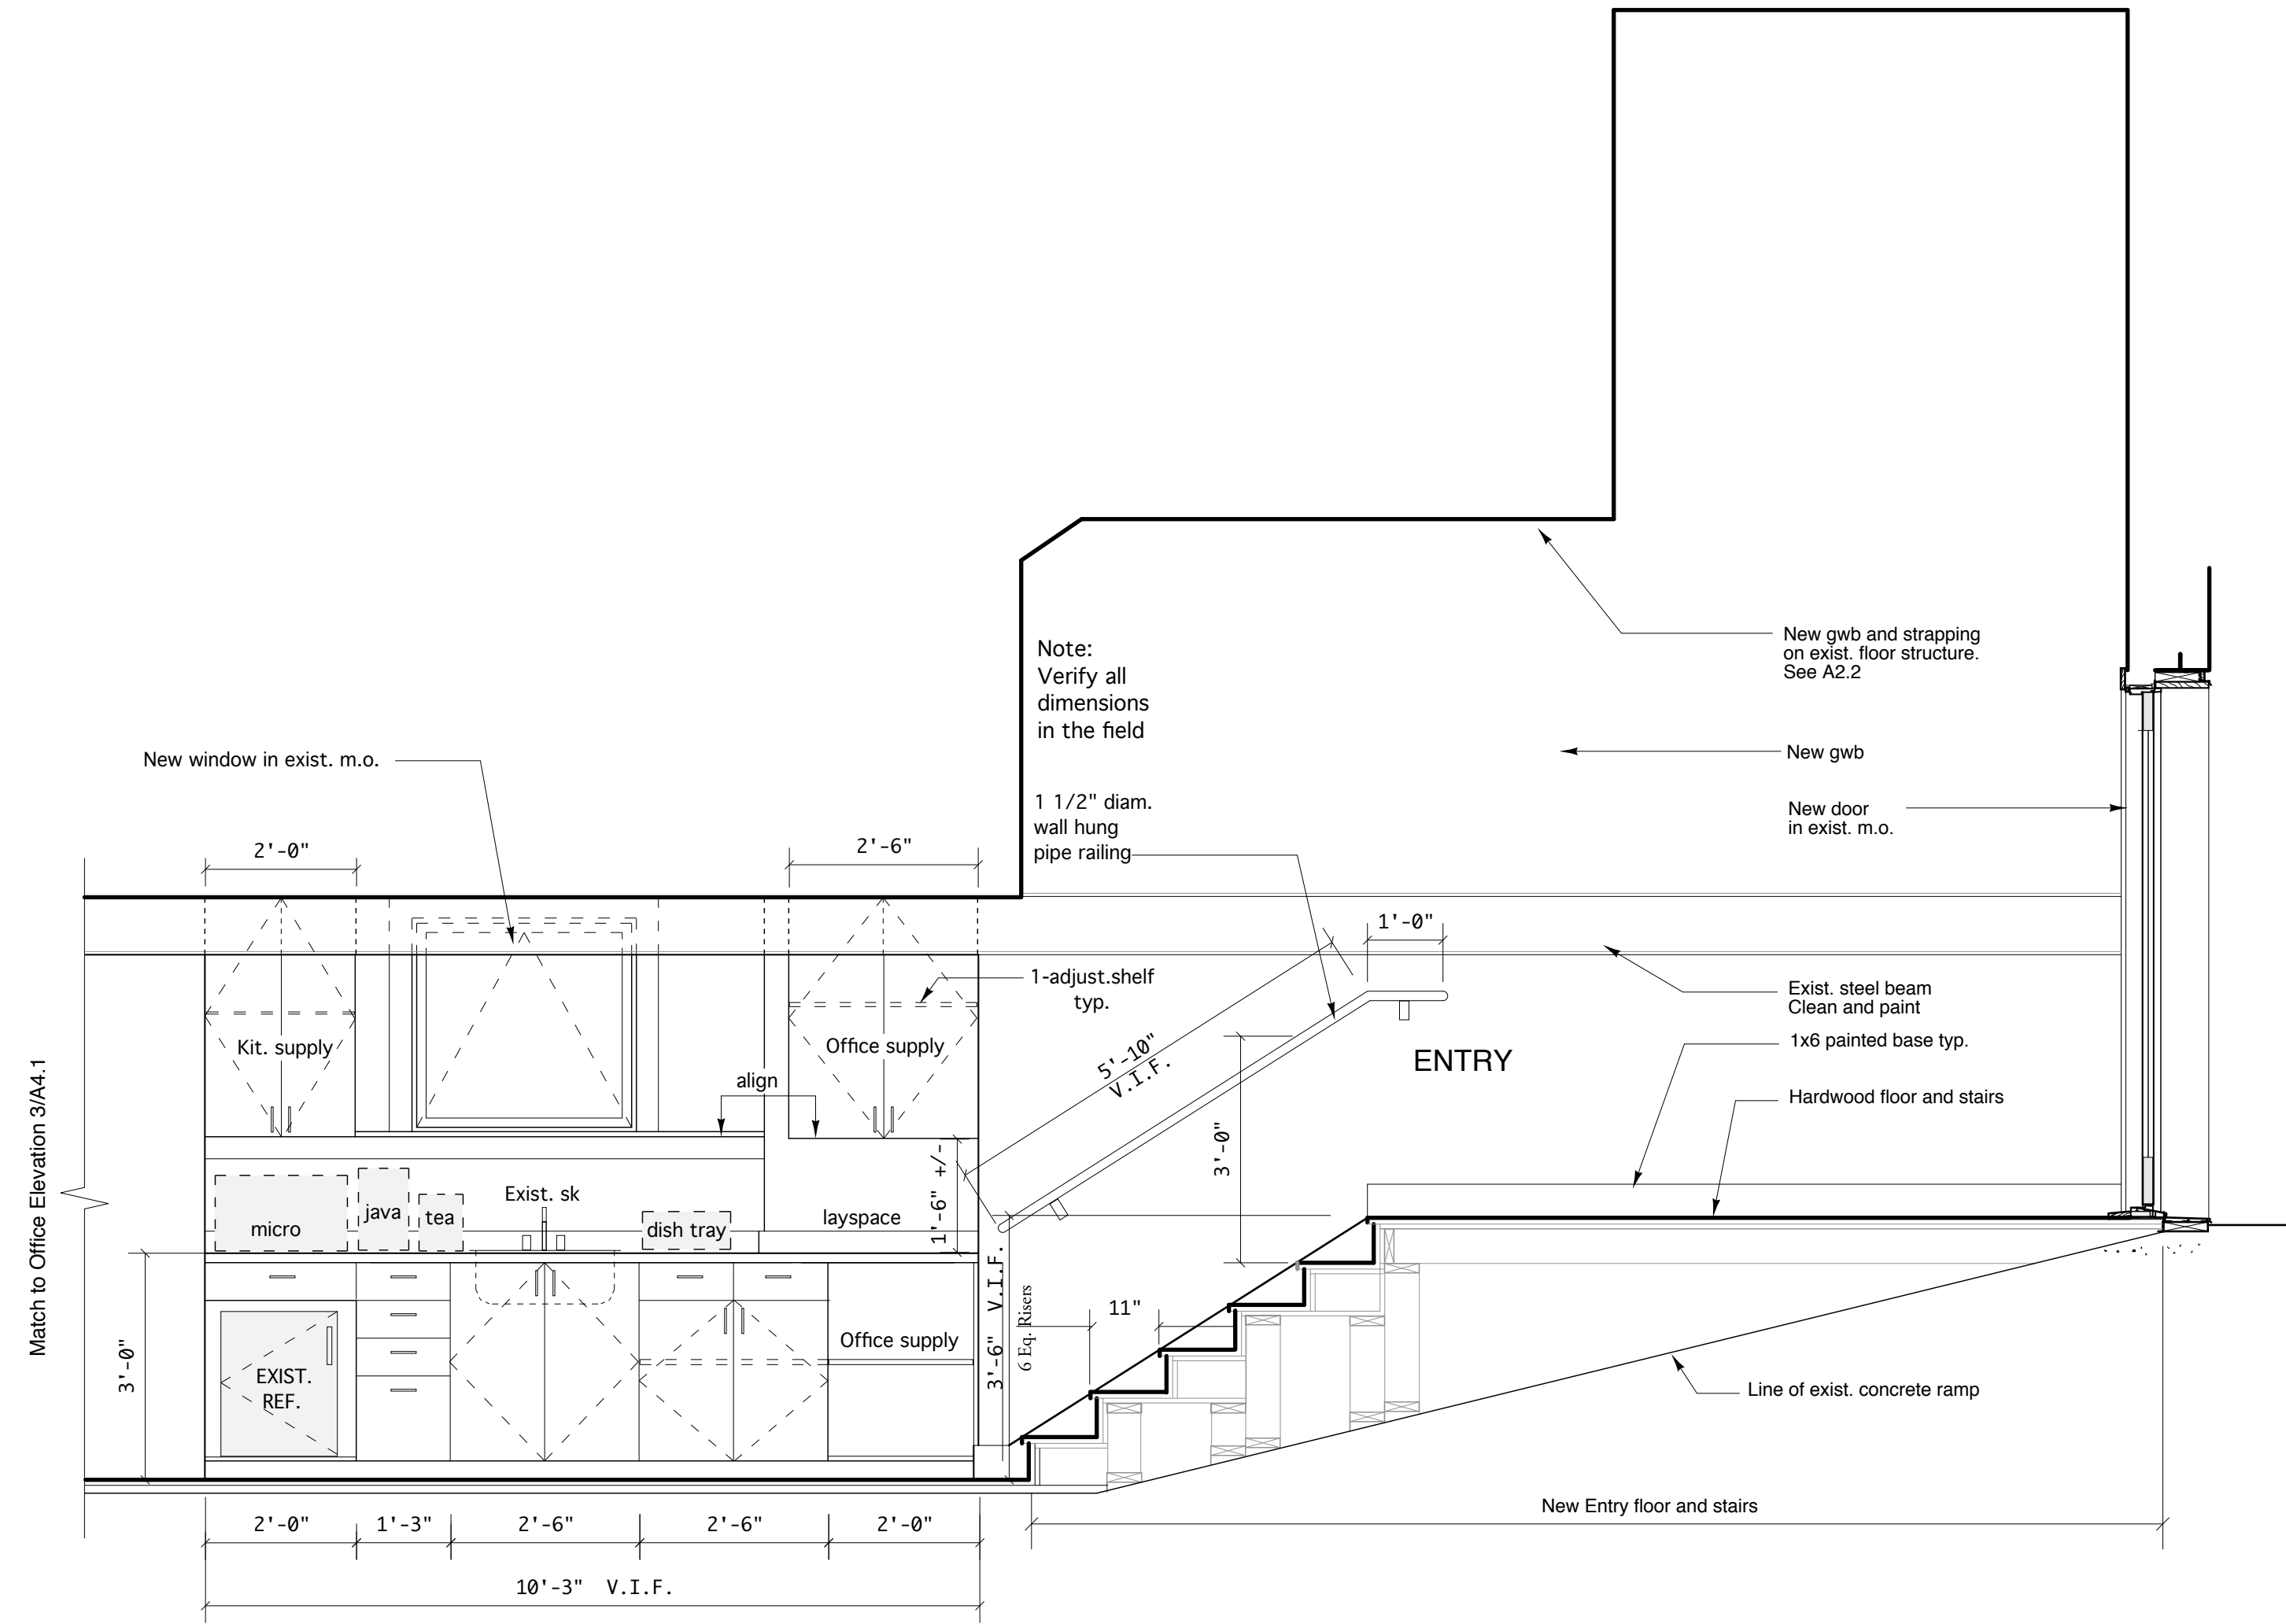 Note:
Verify all
dimensions
in the field
New gwb and strapping
on exist. floor structure.
See A2.2
New window in exist. m.o.
New gwb
1 1/2" diam.
wall hung
pipe railing
New door
in exist. m.o.
2'-0"
2'-6"
1'-0"
1-adjust.shelf
typ.
Exist. steel beam
Clean and paint
Kit. supply
Office supply
5'-10"
V.I.F.
ENTRY
1x6 painted base typ.
align
Hardwood floor and stairs
Match to Office Elevation 3/A4.1
3'-0"
1'-6" +/-
micro
java
tea
Exist. sk
dish tray
layspace
3'-6" V.I.F.
6 Eq. Risers
11"
3'-0"
EXIST.
REF.
Office supply
Line of exist. concrete ramp
New Entry floor and stairs
2'-0"
1'-3"
2'-6"
2'-6"
2'-0"
10'-3" V.I.F.